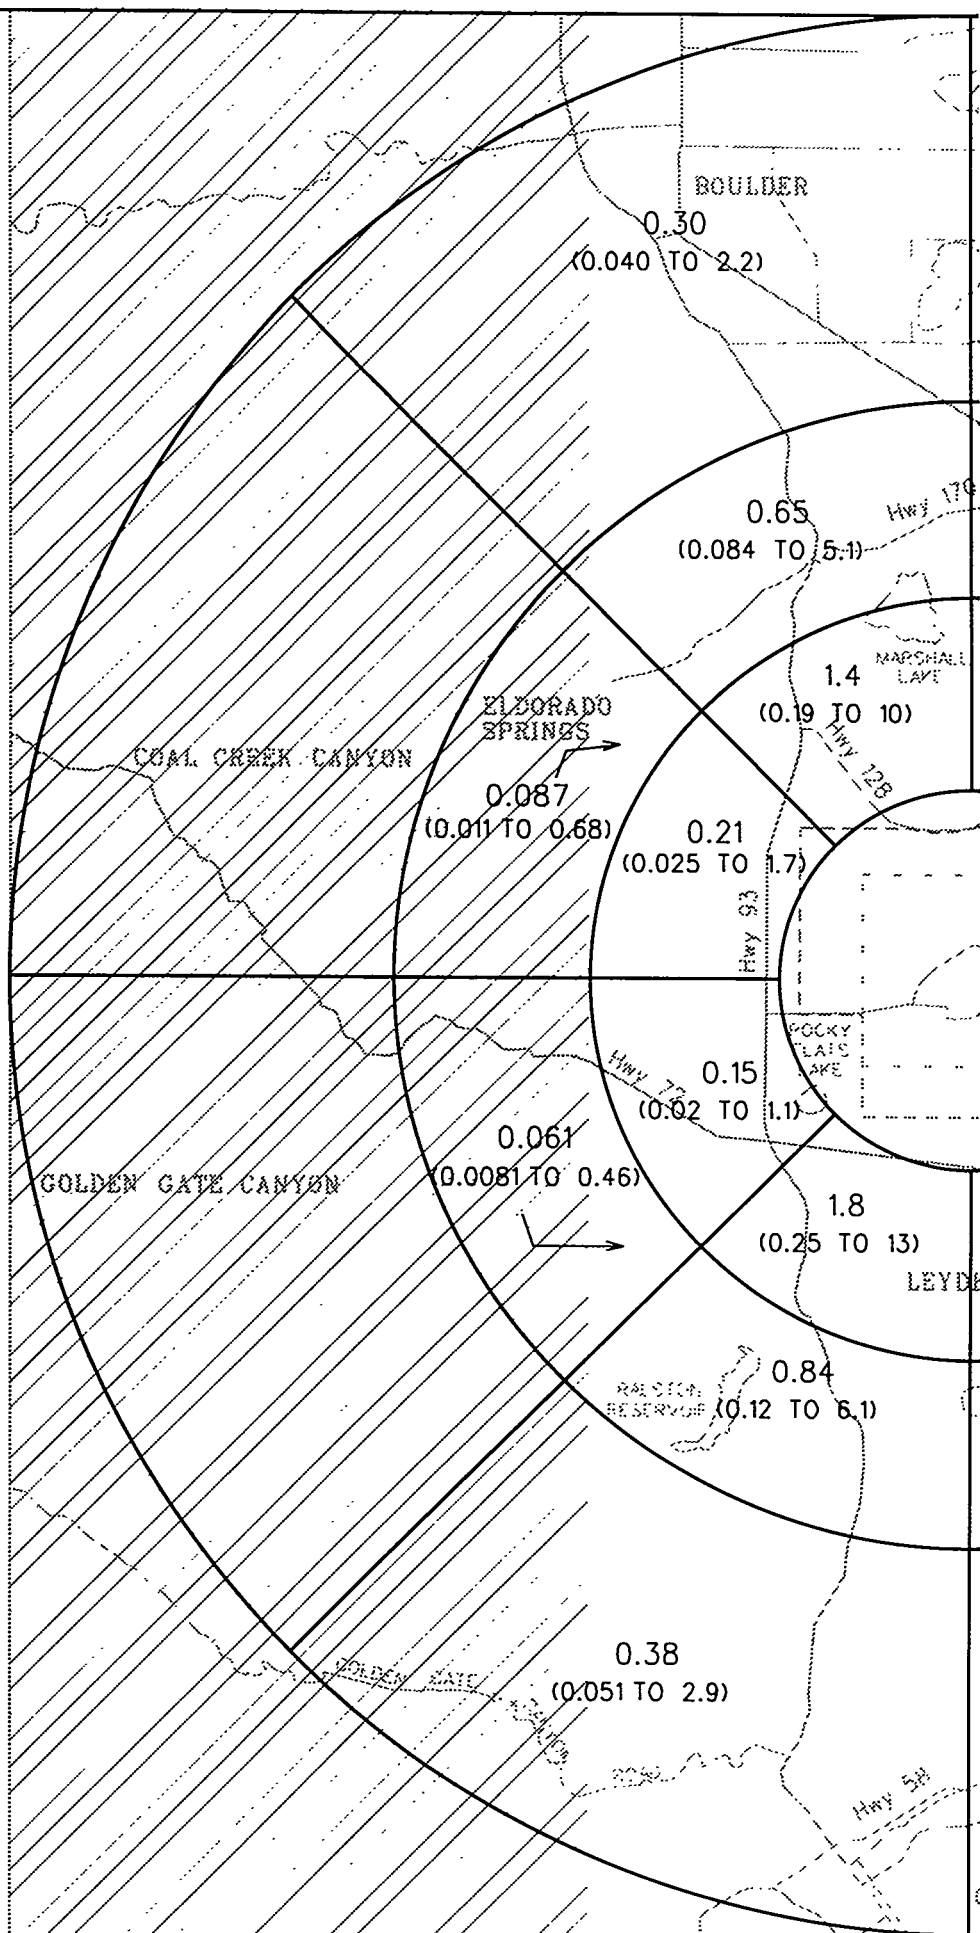 BOULDER
0.30
(0.040 TO 2.2)
0.65
(0.084 TO 5.1)
Hwy 170
MARSHALL
LAKE
1.4
(0.19 TO 10)
Hwy 128
ELDORADO
SPRINGS
COAL CREEK CANYON
0.087
(0.011 TO 0.68)
0.21
(0.025 TO 1.7)
Hwy 93
ROCKY
FLATS
LAKE
Hwy 72
0.15
(0.02 TO 1.1)
0.061
(0.0081 TO 0.46)
GOLDEN GATE CANYON
1.8
(0.25 TO 13)
LEYDE
0.84
(0.12 TO 6.1)
RALSTON
RESERVOIR
0.38
(0.051 TO 2.9)
GOLDEN GATE
CANYON
ROAD
Hwy 58